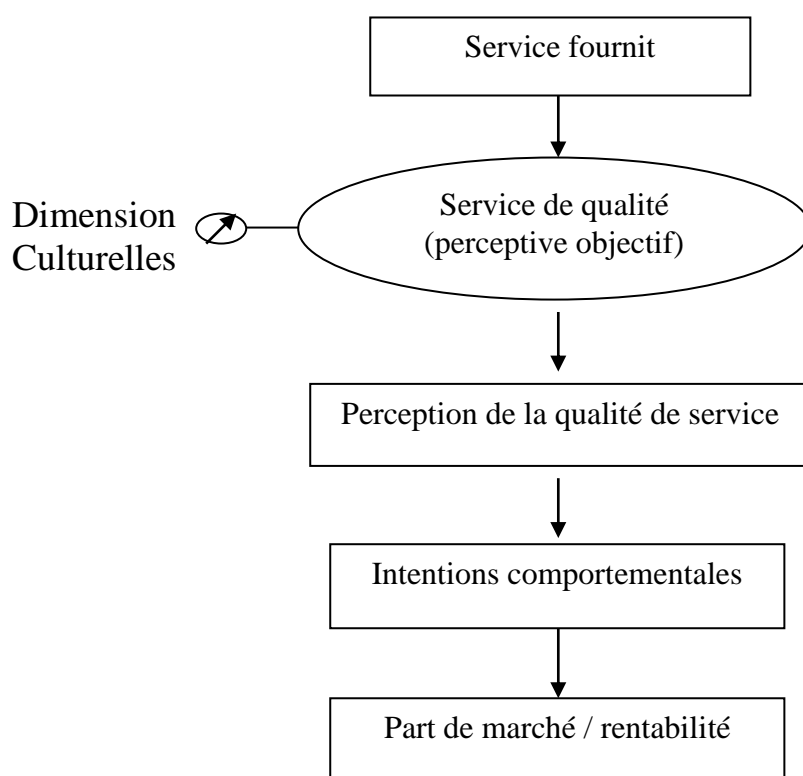 Service fournit
Dimension
Culturelles
Service de qualité
(perceptive objectif)
Perception de la qualité de service
Intentions comportementales
Part de marché / rentabilité